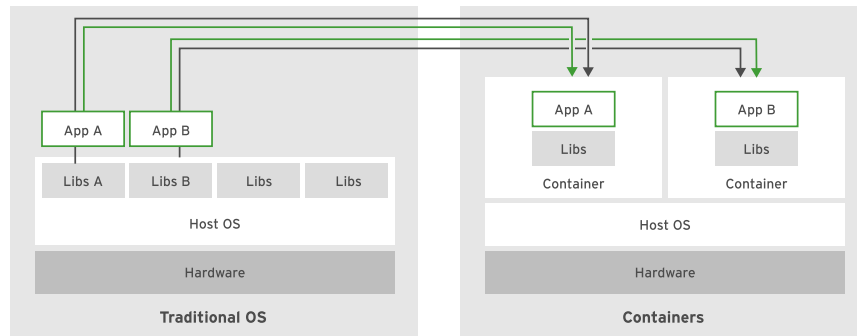 App A
App B
Libs A
Libs B
Libs
Libs
Host OS
Hardware
Traditional OS
App A
Libs
Container
App B
Libs
Container
Host OS
Hardware
Containers